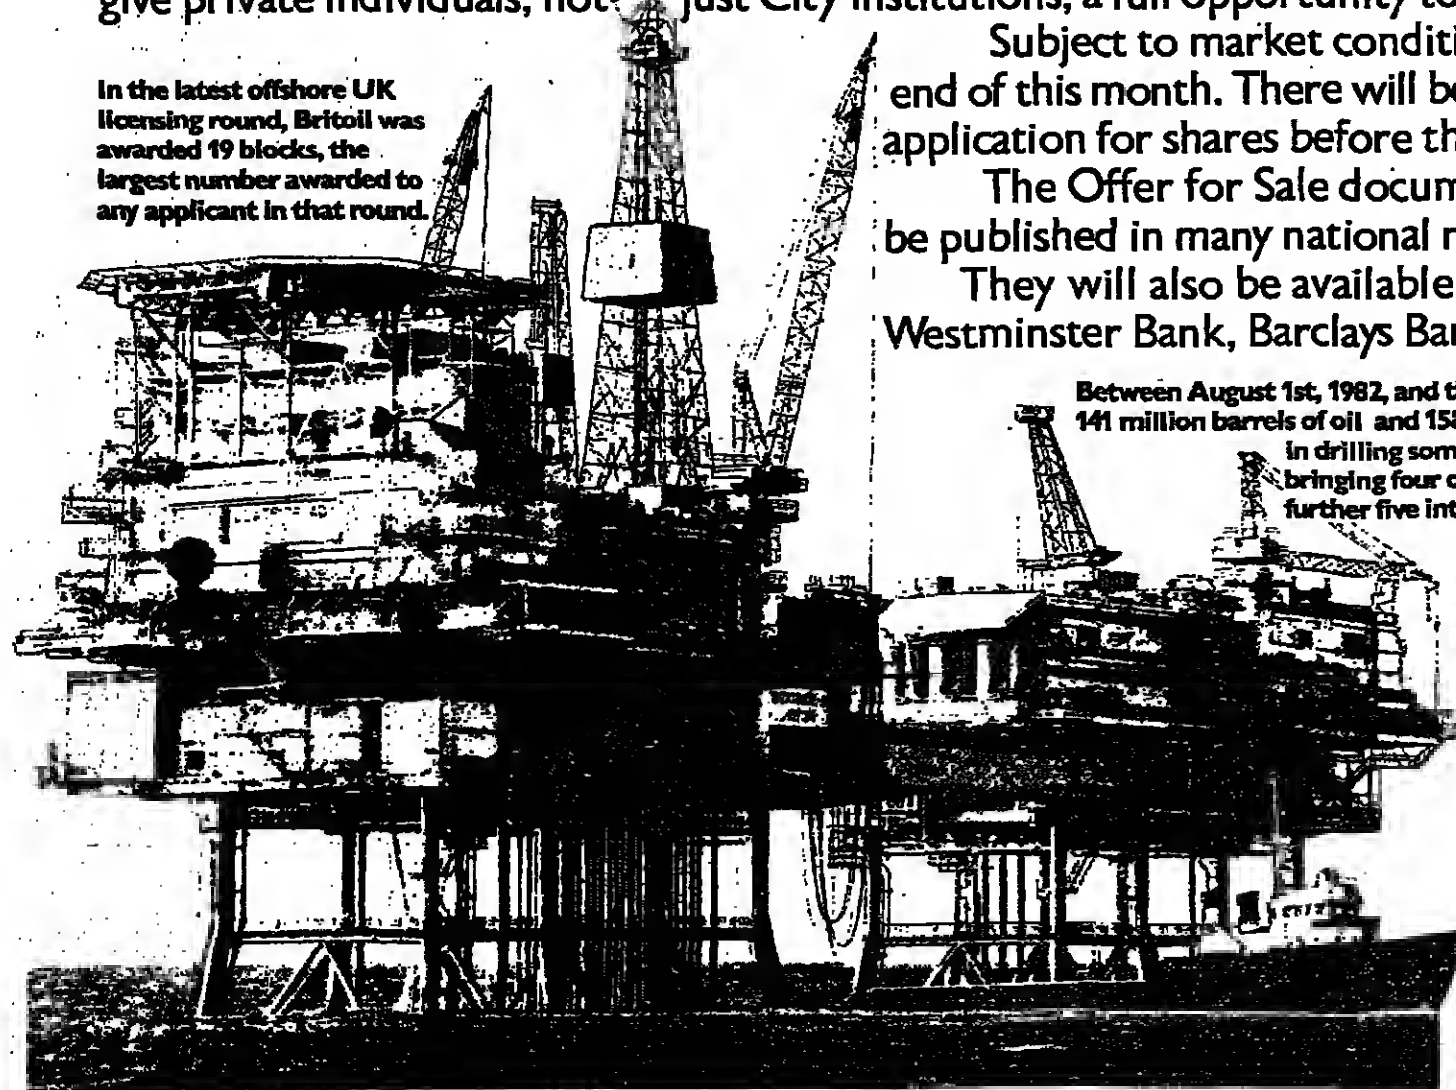 give private individuals, not just City institutions, a full opportunity to
In the latest offshore UK
licensing round, Britoil was
awarded 19 blocks, the
largest number awarded to
any applicant in that round.
Subject to market conditi
end of this month. There will be
application for shares before th
The Offer for Sale docum
be published in many national n
They will also be available
Westminster Bank, Barclays Ban
Between August 1st, 1982, and t
141 million barrels of oil and 158
in drilling som
bringing four o
further five int